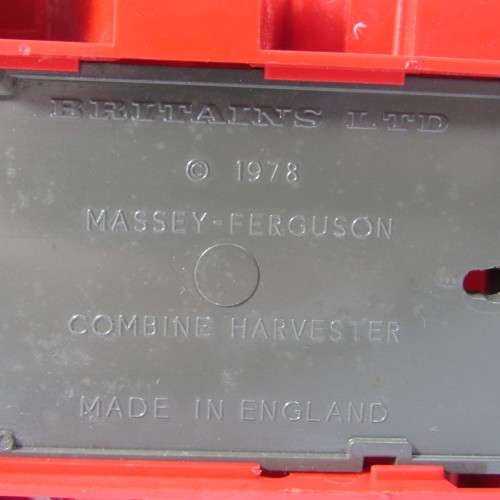 BRITAINS LTD
© 1978
MASSEY-FERGUSON
COMBINE HARVESTER
MADE IN ENGLAND